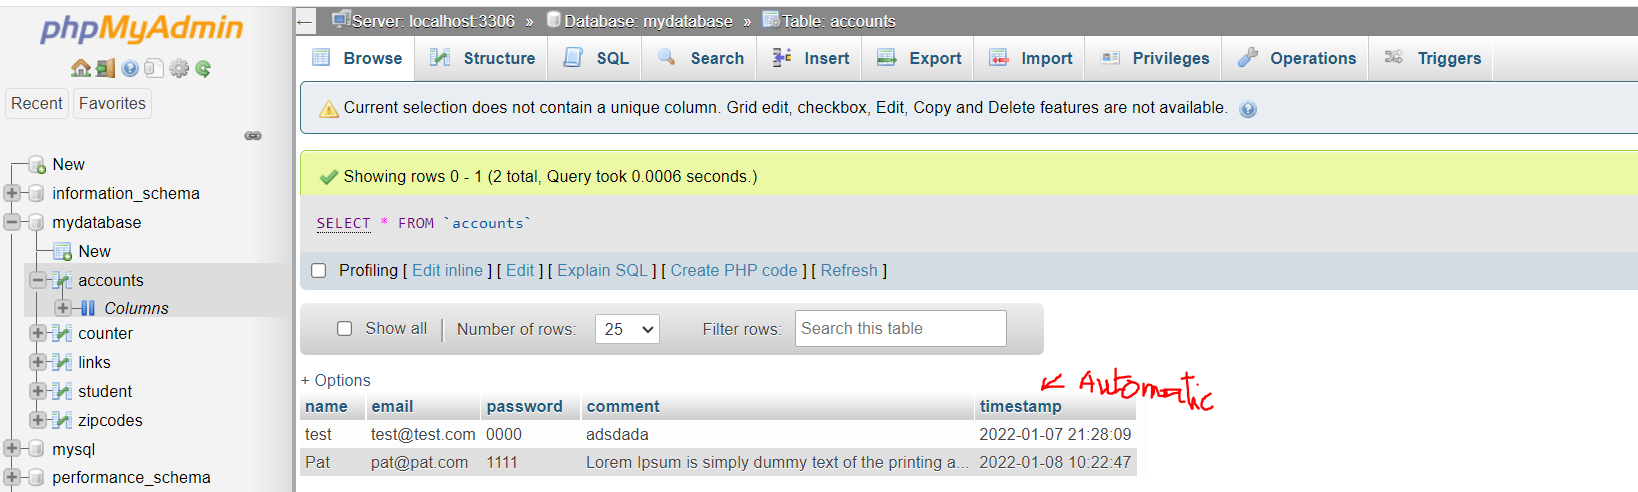 phpMyAdmin
Recent Favorites
New
information_schema
mydatabase
New
accounts
Columns
counter
links
student
zipcodes
mysql
performance_schema
Server: localhost:3306 » Database: mydatabase » Table: accounts
Browse Structure SQL Search Insert Export Import Privileges Operations Triggers
Current selection does not contain a unique column. Grid edit, checkbox, Edit, Copy and Delete features are not available.
Showing rows 0 - 1 (2 total, Query took 0.0006 seconds.)
SELECT * FROM `accounts`
Profiling [ Edit inline ] [ Edit ] [ Explain SQL ] [ Create PHP code ] [ Refresh ]
Show all Number of rows: 25 Filter rows: Search this table
+ Options
Automatic
name email password comment timestamp
test test@test.com 0000 adsdada 2022-01-07 21:28:09
Pat pat@pat.com 1111 Lorem Ipsum is simply dummy text of the printing a... 2022-01-08 10:22:47